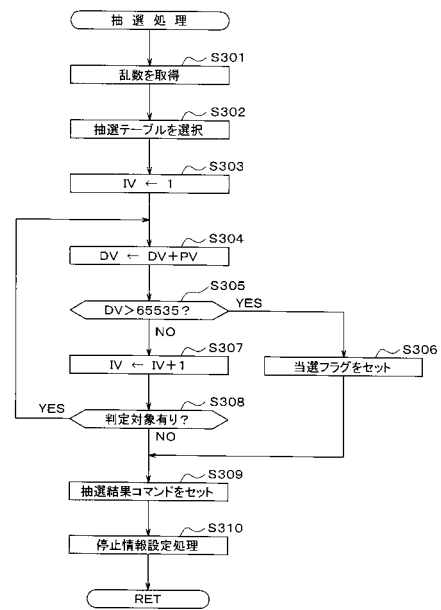 抽選処理
S301
乱数を取得
S302
抽選テーブルを選択
S303
IV ← 1
S304
DV ← DV+PV
S305
DV>65535?
YES
NO
S306
当選フラグをセット
S307
IV ← IV+1
S308
YES
判定対象有り?
NO
S309
抽選結果コマンドをセット
S310
停止情報設定処理
RET